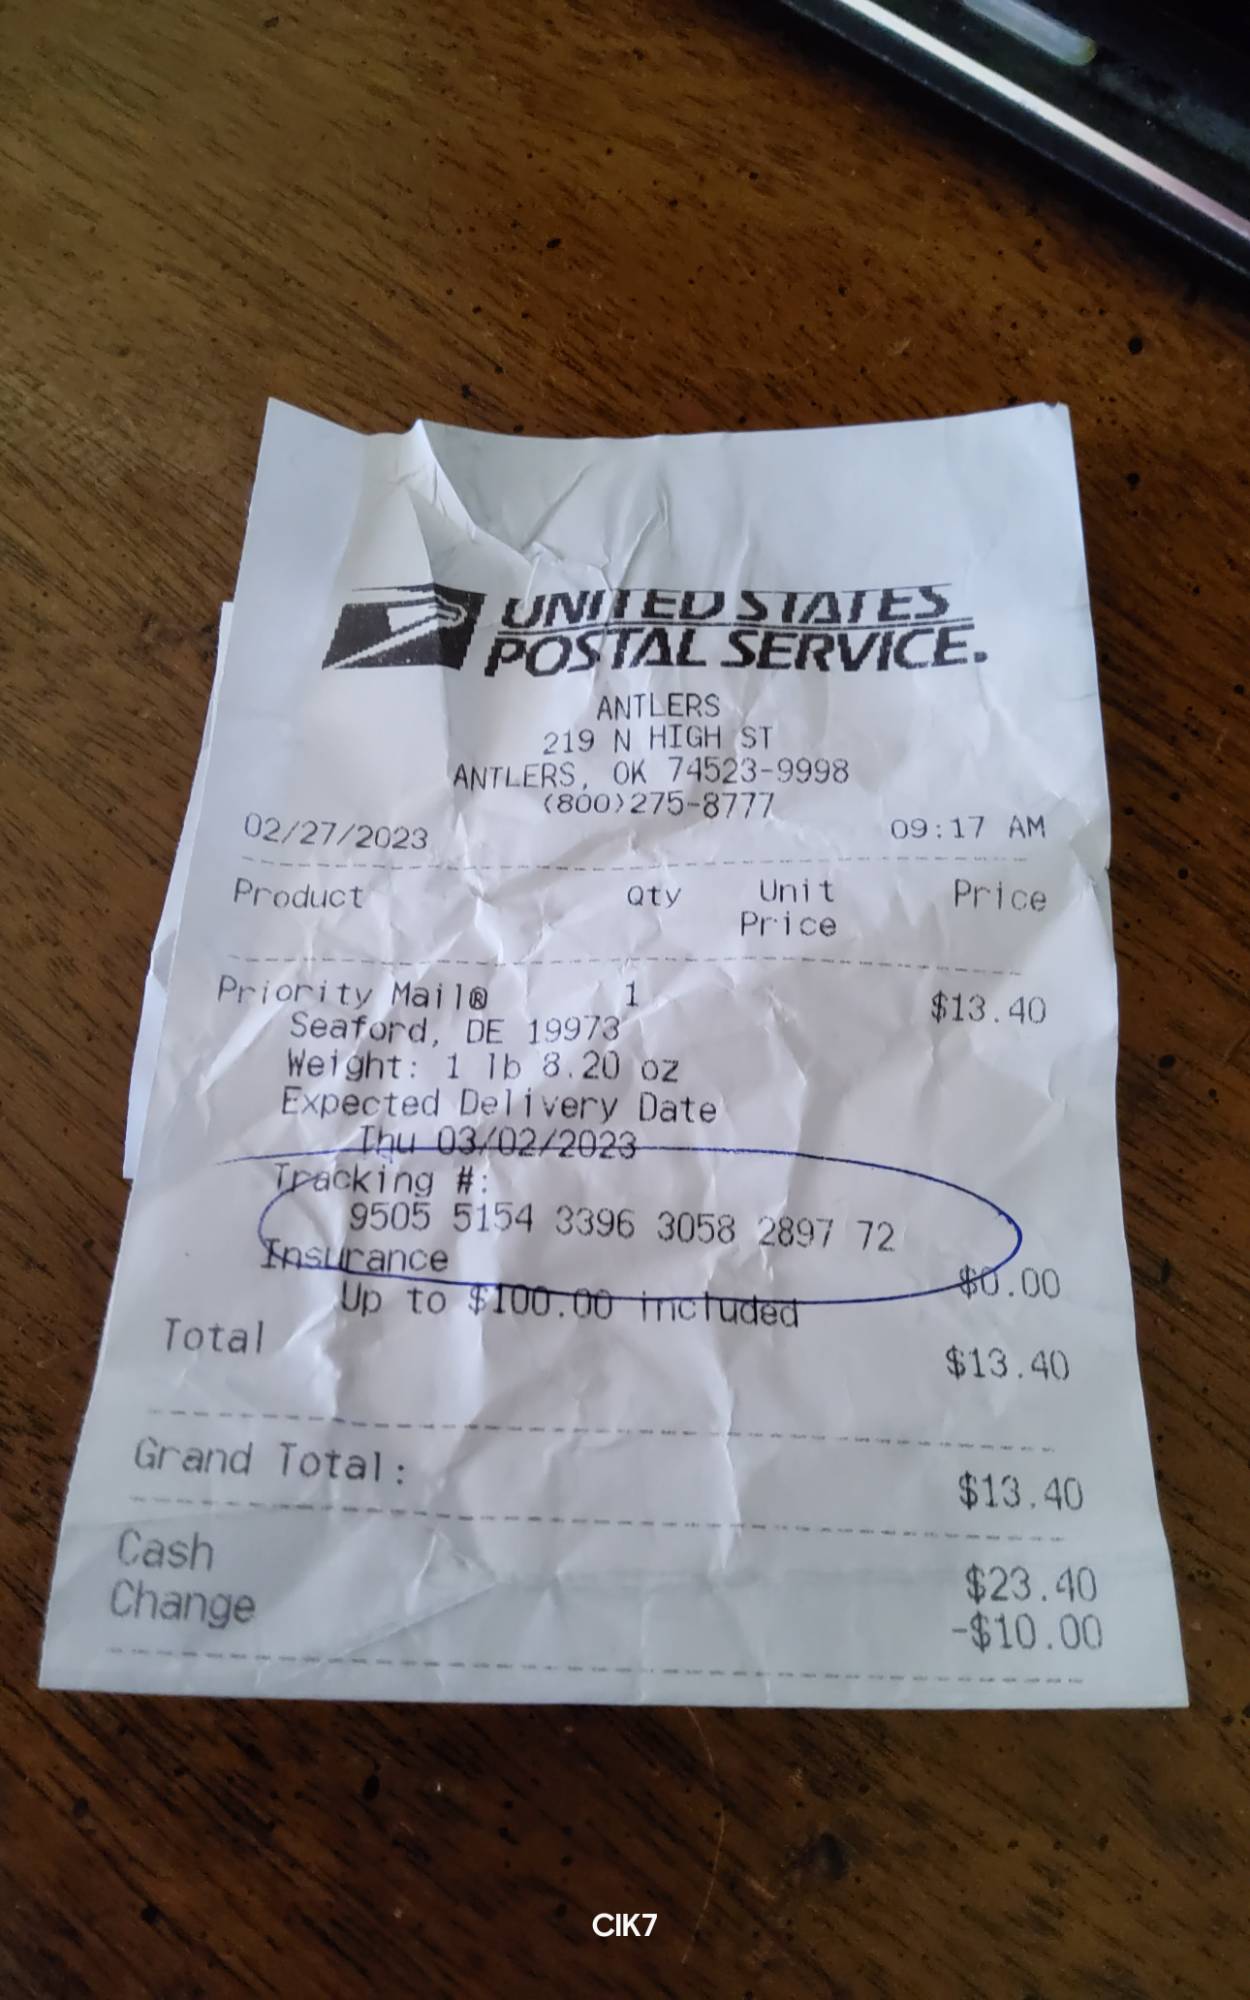 UNITED STATES
POSTAL SERVICE.
ANTLERS
219 N HIGH ST
ANTLERS, OK 74523-9998
(800)275-8777
02/27/2023 09:17 AM
Product Qty Unit Price
Price
Priority Mail® 1 $13.40
Seaford, DE 19973
Weight: 1 lb 8.20 oz
Expected Delivery Date
Thu 03/02/2023
Tracking #:
9505 5154 3396 3058 2897 72
Insurance $0.00
Up to $100.00 included
Total $13.40
Grand Total: $13.40
Cash $23.40
Change -$10.00
CIK7